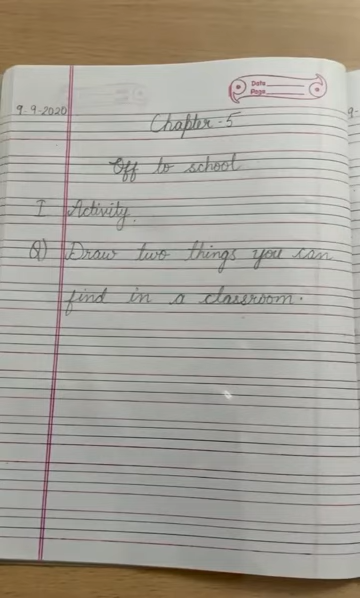 Date
Page
9-9-2020
Chapter-5
Off to school
I Activity.
Q) Draw two things you can
find in a classroom.
9-